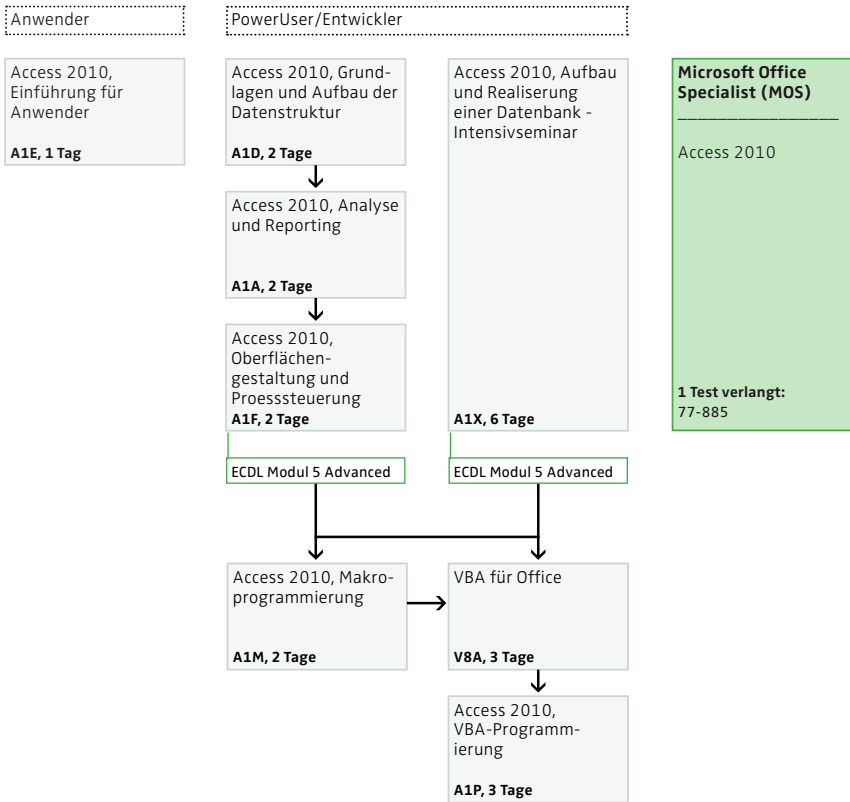 Anwender
PowerUser/Entwickler
Access 2010,
Einführung für
Anwender
A1E, 1 Tag
Access 2010, Grund-
lagen und Aufbau der
Datenstruktur
A1D, 2 Tage
Access 2010, Analyse
und Reporting
A1A, 2 Tage
Access 2010,
Oberflächen-
gestaltung und
Proesssteuerung
A1F, 2 Tage
ECDL Modul 5 Advanced
Access 2010, Aufbau
und Realiserung
einer Datenbank -
Intensivseminar
A1X, 6 Tage
ECDL Modul 5 Advanced
Microsoft Office
Specialist (MOS)
Access 2010
1 Test verlangt:
77-885
Access 2010, Makro-
programmierung
A1M, 2 Tage
VBA für Office
V8A, 3 Tage
Access 2010,
VBA-Programm-
ierung
A1P, 3 Tage